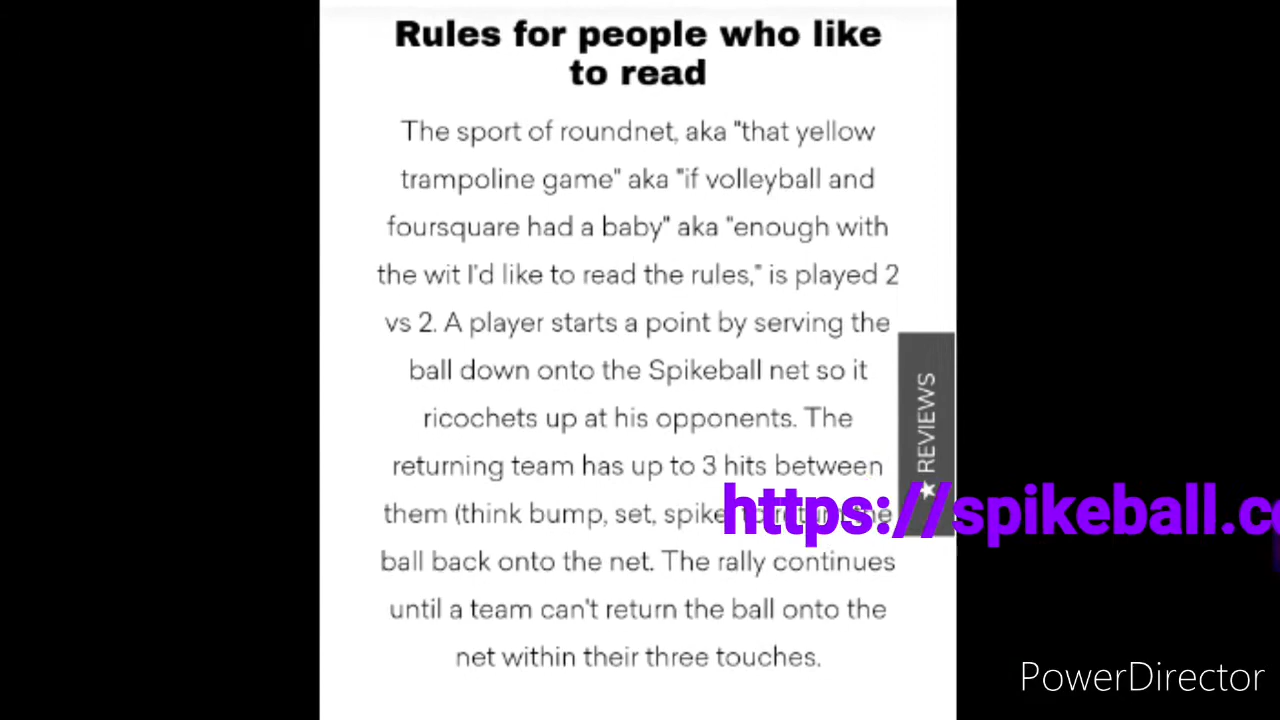 Rules for people who like
to read
The sport of roundnet, aka "that yellow
trampoline game" aka "if volleyball and
foursquare had a baby" aka "enough with
the wit I'd like to read the rules," is played 2
vs 2. A player starts a point by serving the
ball down onto the Spikeball net so it
ricochets up at his opponents. The
returning team has up to 3 hits between
them (think bump, set, spike
ball back onto the net. The rally continues
until a team can't return the ball onto the
net within their three touches.
★ REVIEWS
https://spikeball.c
PowerDirector